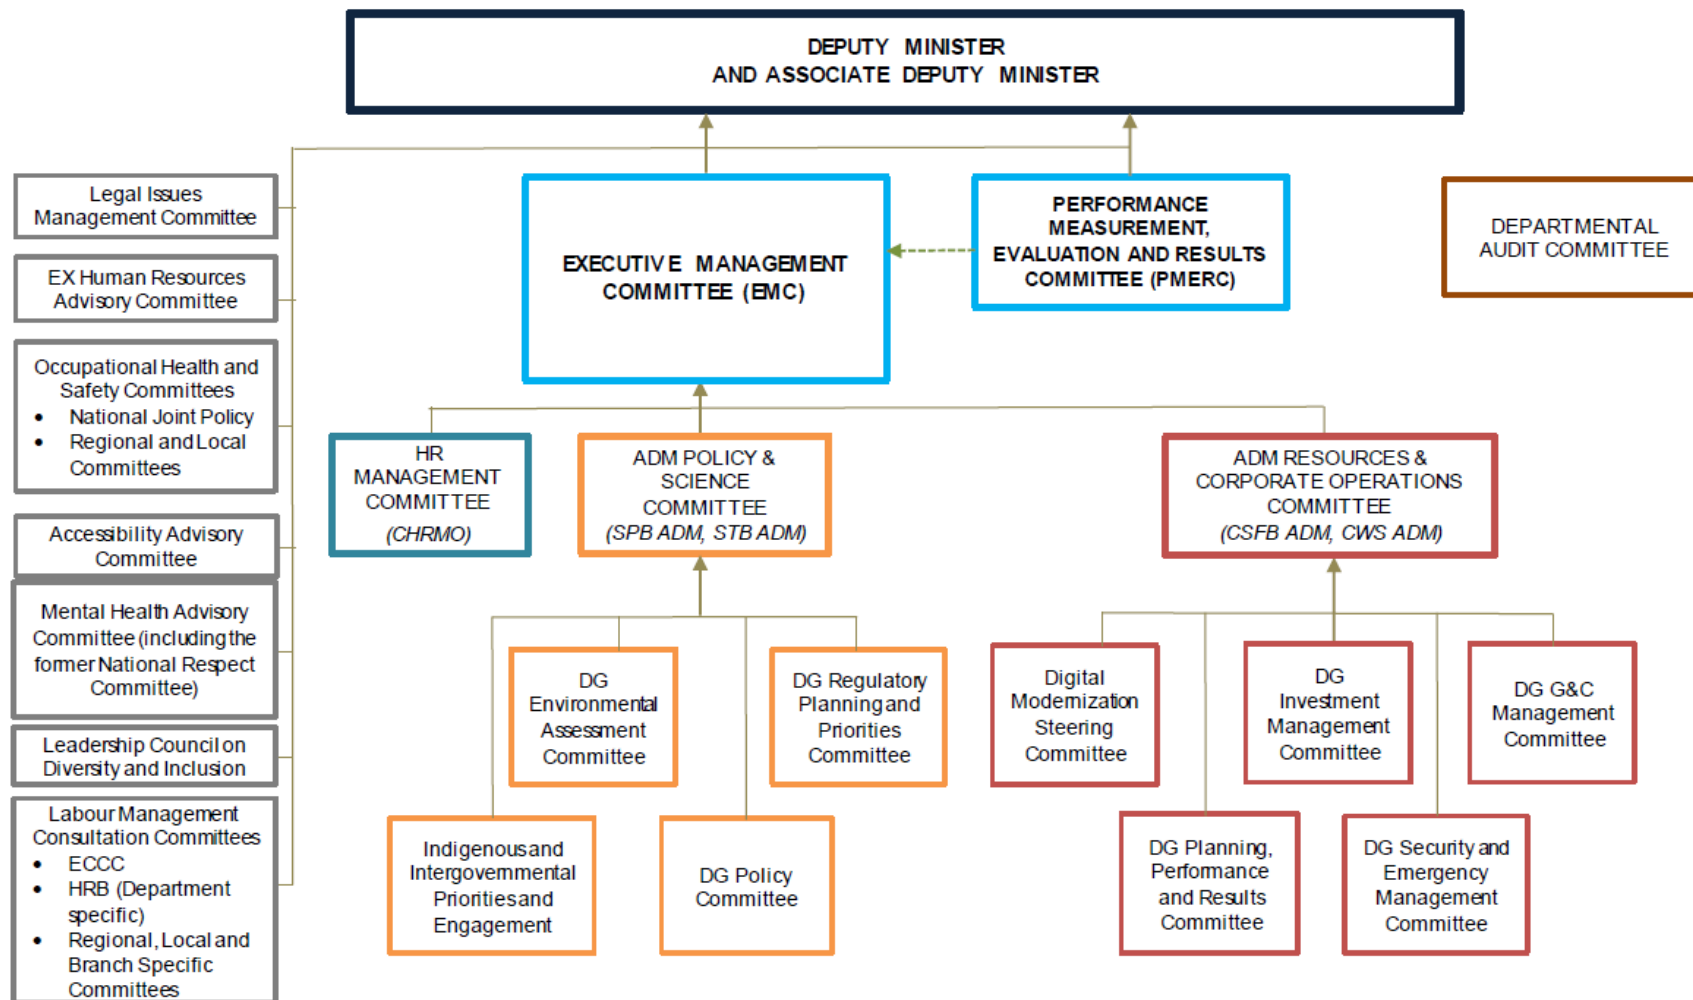 DEPUTY MINISTER
AND ASSOCIATE DEPUTY MINISTER
Legal Issues
Management Committee
EX Human Resources
Advisory Committee
Occupational Health and
Safety Committees
• National Joint Policy
• Regional and Local
Committees
Accessibility Advisory
Committee
Mental Health Advisory
Committee (including the
former National Respect
Committee)
Leadership Council on
Diversity and Inclusion
Labour Management
Consultation Committees
• ECCC
• HRB (Department
specific)
• Regional, Local and
Branch Specific
Committees
EXECUTIVE MANAGEMENT
COMMITTEE (EMC)
PERFORMANCE
MEASUREMENT,
EVALUATION AND RESULTS
COMMITTEE (PMERC)
DEPARTMENTAL
AUDIT COMMITTEE
HR
MANAGEMENT
COMMITTEE
(CHRMO)
ADM POLICY &
SCIENCE
COMMITTEE
(SPB ADM, STB ADM)
ADM RESOURCES &
CORPORATE OPERATIONS
COMMITTEE
(CSFB ADM, CWS ADM)
DG
Environmental
Assessment
Committee
DG Regulatory
Planning and
Priorities
Committee
Indigenous and
Intergovernmental
Priorities and
Engagement
DG Policy
Committee
Digital
Modernization
Steering
Committee
DG
Investment
Management
Committee
DG G&C
Management
Committee
DG Planning,
Performance
and Results
Committee
DG Security and
Emergency
Management
Committee